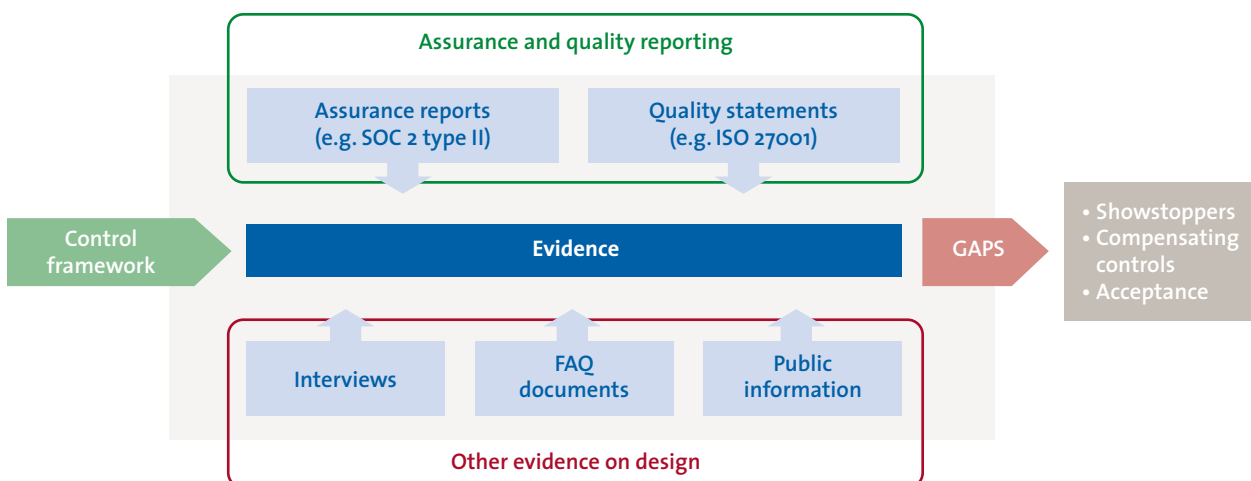 Assurance and quality reporting
Assurance reports
(e.g. SOC 2 type II)
Quality statements
(e.g. ISO 27001)
Control
framework
Evidence
GAPS
• Showstoppers
• Compensating
controls
• Acceptance
Interviews
FAQ
documents
Public
information
Other evidence on design